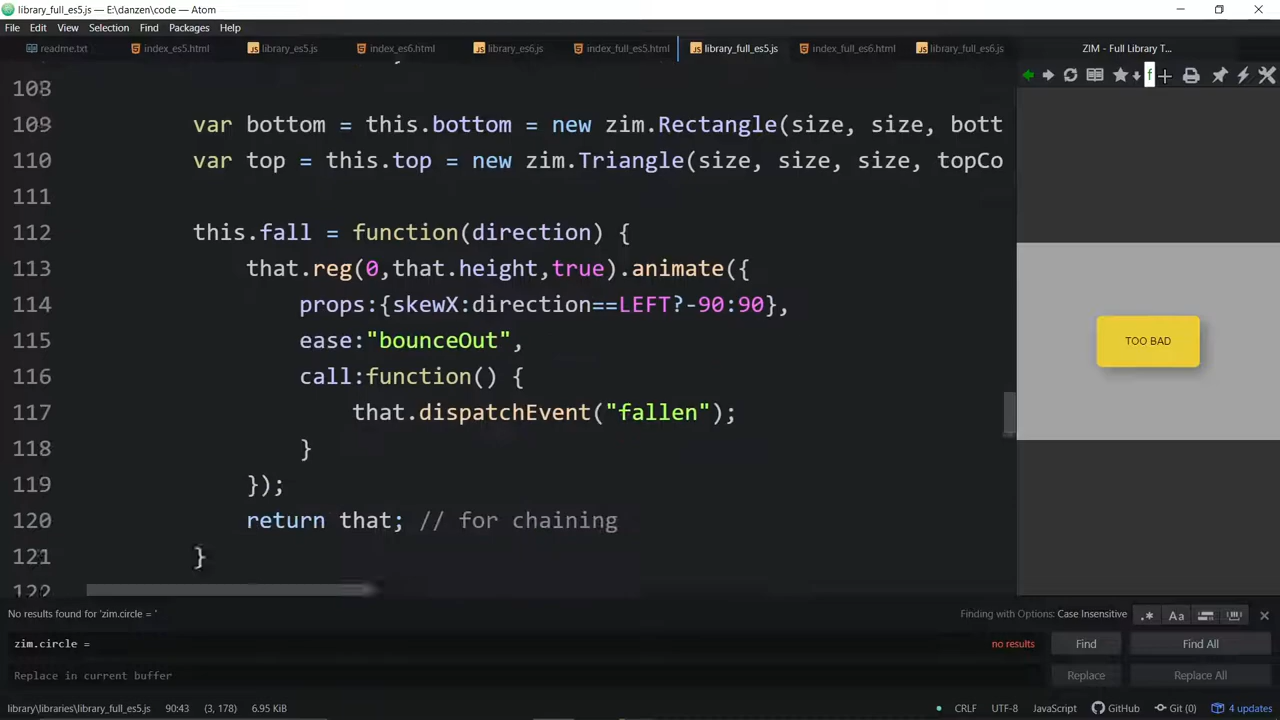 library_full_es5.js — E:\danzen\code — Atom
File Edit View Selection Find Packages Help
readme.txt index_es5.html library_es5.js index_es6.html library_es6.js index_full_es5.html library_full_es5.js index_full_es6.html library_full_es6.js ZIM - Full Library T...
f
108
109 var bottom = this.bottom = new zim.Rectangle(size, size, bott
110 var top = this.top = new zim.Triangle(size, size, size, topCo
111
112 this.fall = function(direction) {
113 that.reg(0,that.height,true).animate({
114 props:{skewX:direction==LEFT?-90:90},
115 ease:"bounceOut",
116 call:function() {
117 that.dispatchEvent("fallen");
118 }
119 });
120 return that; // for chaining
121 }
122
TOO BAD
No results found for 'zim.circle = ' Finding with Options: Case Insensitive .* Aa
zim.circle = no results Find Find All
Replace in current buffer Replace Replace All
library\libraries\library_full_es5.js 90:43 (3, 178) 6.95 KiB CRLF UTF-8 JavaScript GitHub Git (0) 4 updates